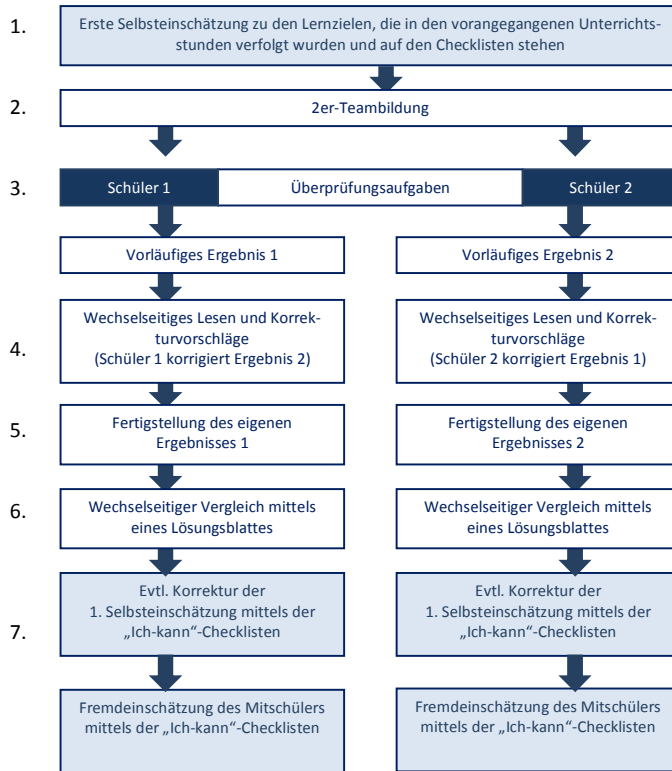 1.
Erste Selbsteinschätzung zu den Lernzielen, die in den vorangegangenen Unterrichts-
stunden verfolgt wurden und auf den Checklisten stehen
2.
2er-Teambildung
3.
Schüler 1
Überprüfungsaufgaben
Schüler 2
Vorläufiges Ergebnis 1
Vorläufiges Ergebnis 2
4.
Wechselseitiges Lesen und Korrek-
turvorschläge
(Schüler 1 korrigiert Ergebnis 2)
Wechselseitiges Lesen und Korrek-
turvorschläge
(Schüler 2 korrigiert Ergebnis 1)
5.
Fertigstellung des eigenen
Ergebnisses 1
Fertigstellung des eigenen
Ergebnisses 2
6.
Wechselseitiger Vergleich mittels
eines Lösungsblattes
Wechselseitiger Vergleich mittels
eines Lösungsblattes
7.
Evtl. Korrektur der
1. Selbsteinschätzung mittels der
„Ich-kann“-Checklisten
Evtl. Korrektur der
1. Selbsteinschätzung mittels der
„Ich-kann“-Checklisten
Fremdeinschätzung des Mitschülers
mittels der „Ich-kann“-Checklisten
Fremdeinschätzung des Mitschülers
mittels der „Ich-kann“-Checklisten